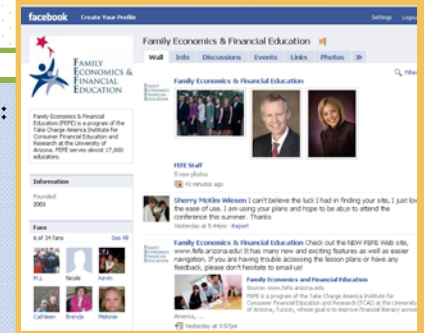 facebook Create Your Profile Settings Logout
Family Economics & Financial Education
Wall Info Discussions Events Links Photos »
FAMILY
ECONOMICS &
FINANCIAL
EDUCATION
Family Economics & Financial
Education (FEFE) is a program of the
Take Charge America Institute for
Consumer Financial Education and
Research at the University of
Arizona. FEFE serves almost 17,000
educators.
Information
Founded:
2001
Fans
6 of 34 fans See All
M.J. Nicole Kevin
Cathleen Brenda Melonie
Filter
Family Economics & Financial Education
FEFE Staff
8 new photos
41 minutes ago
Sherry McKim Wiesen I can't believe the luck I had in finding your site, I just love
the ease of use. I am using your plans and hope to be able to attend the
conference this summer. Thanks
Yesterday at 5:44pm · Report
Family Economics & Financial Education Check out the NEW FEFE Web site,
www.fefe.arizona.edu! It has many new and exciting features as well as easier
navigation. If you are having trouble accessing the lesson plans or have any
feedback, please don't hesitate to email us!
Family Economics and Financial Education
Source: www.fefe.arizona.edu
FEFE is a program of the Take Charge America Institute for
Consumer Financial Education and Research (TCAI) at the University
of Arizona, Tucson, whose goal is to improve financial literacy across
America,...
Yesterday at 3:57pm